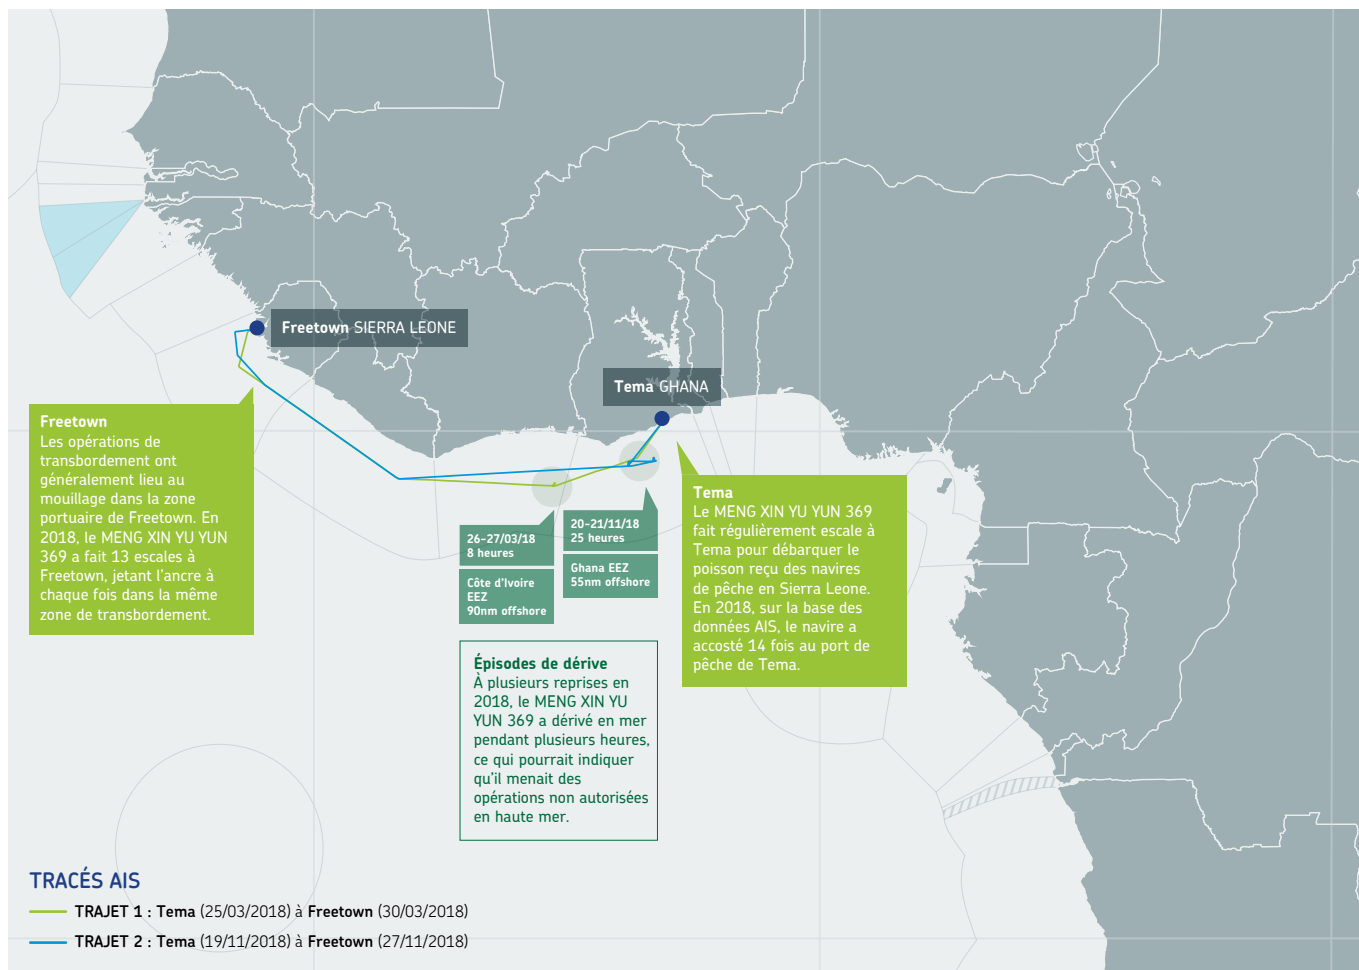 Freetown SIERRA LEONE
Tema GHANA
Freetown
Les opérations de
transbordement ont
généralement lieu au
mouillage dans la zone
portuaire de Freetown. En
2018, le MENG XIN YU YUN
369 a fait 13 escales à
Freetown, jetant l'ancre à
chaque fois dans la même
zone de transbordement.
26–27/03/18
8 heures
Côte d'Ivoire
EEZ
90nm offshore
20–21/11/18
25 heures
Ghana EEZ
55nm offshore
Tema
Le MENG XIN YU YUN 369
fait régulièrement escale à
Tema pour débarquer le
poisson reçu des navires
de pêche en Sierra Leone.
En 2018, sur la base des
données AIS, le navire a
accosté 14 fois au port de
pêche de Tema.
Épisodes de dérive
À plusieurs reprises en
2018, le MENG XIN YU
YUN 369 a dérivé en mer
pendant plusieurs heures,
ce qui pourrait indiquer
qu'il menait des
opérations non autorisées
en haute mer.
TRACÉS AIS
TRAJET 1 : Tema (25/03/2018) à Freetown (30/03/2018)
TRAJET 2 : Tema (19/11/2018) à Freetown (27/11/2018)